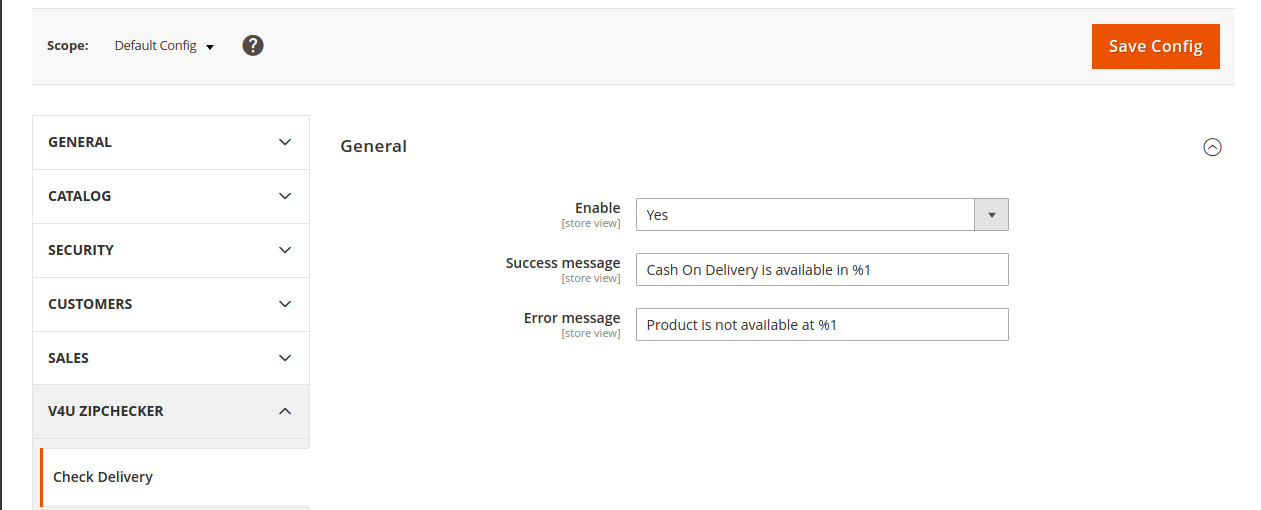 Scope: Default Config ?
Save Config
GENERAL
CATALOG
SECURITY
CUSTOMERS
SALES
V4U ZIPCHECKER
Check Delivery
General
Enable
[store view]
Yes
Success message
[store view]
Cash On Delivery is available in %1
Error message
[store view]
Product is not available at %1